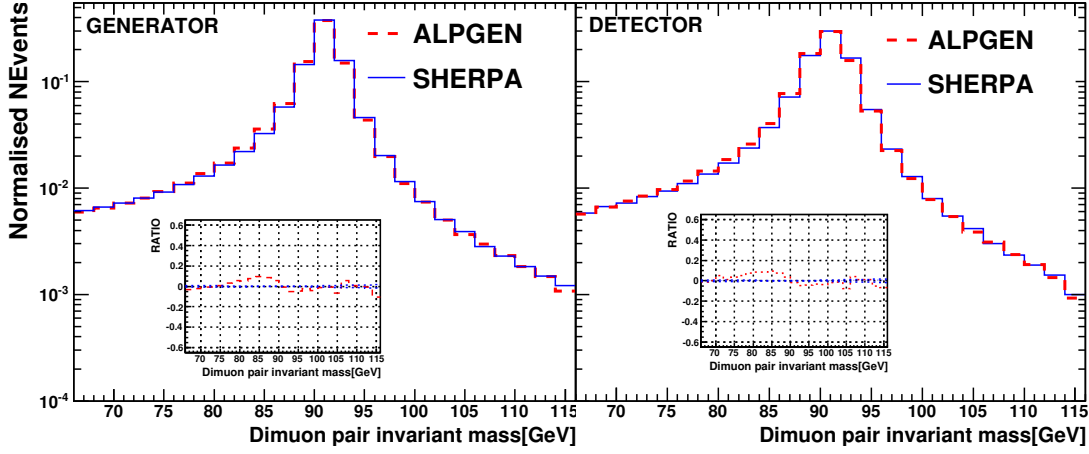 Normalised NEvents
GENERATOR
ALPGEN
SHERPA
10⁻¹
10⁻²
10⁻³
10⁻⁴
RATIO
0.6
0.4
0.2
0
-0.2
-0.4
-0.6
70 75 80 85 90 95 100 105 110 115
Dimuon pair invariant mass[GeV]
70 75 80 85 90 95 100 105 110 115
Dimuon pair invariant mass[GeV]
DETECTOR
ALPGEN
SHERPA
RATIO
0.6
0.4
0.2
0
-0.2
-0.4
-0.6
70 75 80 85 90 95 100 105 110 115
Dimuon pair invariant mass[GeV]
70 75 80 85 90 95 100 105 110 115
Dimuon pair invariant mass[GeV]